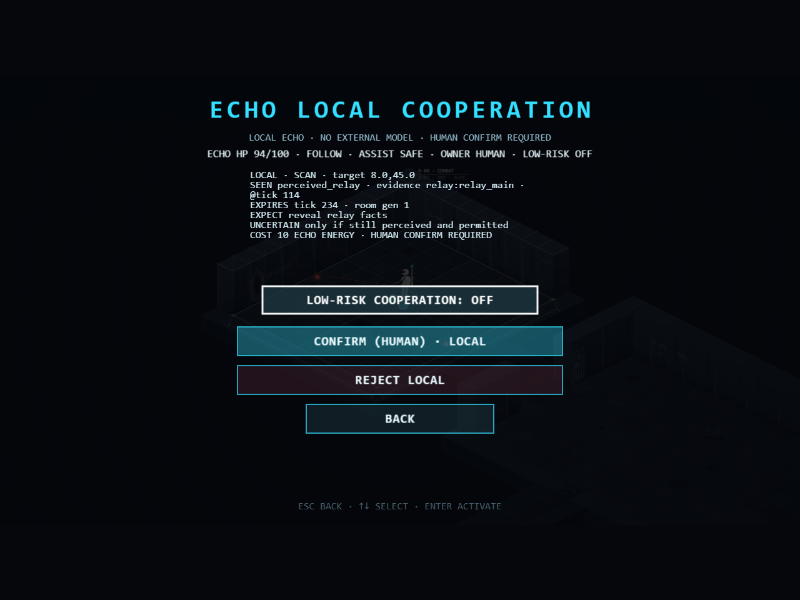 ECHO LOCAL COOPERATION
LOCAL ECHO · NO EXTERNAL MODEL · HUMAN CONFIRM REQUIRED
ECHO HP 94/100 · FOLLOW · ASSIST SAFE · OWNER HUMAN · LOW-RISK OFF
LOCAL · SCAN · target 8.0,45.0
SEEN perceived_relay · evidence relay:relay_main ·
@tick 114
EXPIRES tick 234 · room gen 1
EXPECT reveal relay facts
UNCERTAIN only if still perceived and permitted
COST 10 ECHO ENERGY · HUMAN CONFIRM REQUIRED
LOW-RISK COOPERATION: OFF
CONFIRM (HUMAN) · LOCAL
REJECT LOCAL
BACK
ESC BACK · ↑↓ SELECT · ENTER ACTIVATE